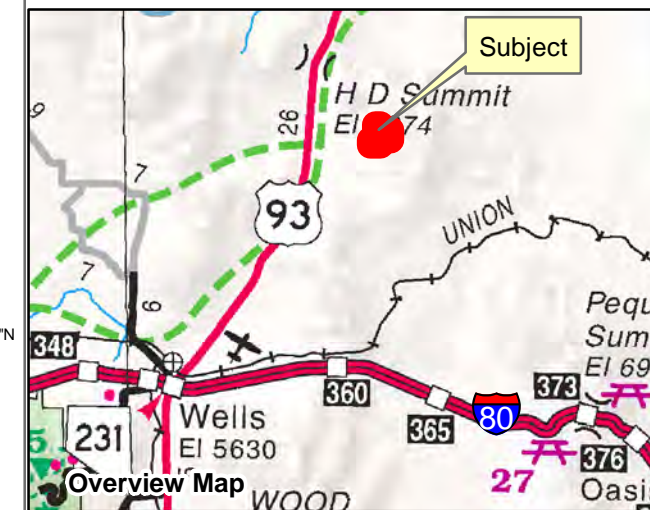 Subject
H D Summit
El 74
26
9
7
93
UNION
7
6
"N
348
360
365
80
373
376
Pequ
Sum
El 69
Wells
El 5630
231
5
27
Oasi
Overview Map
WOOD